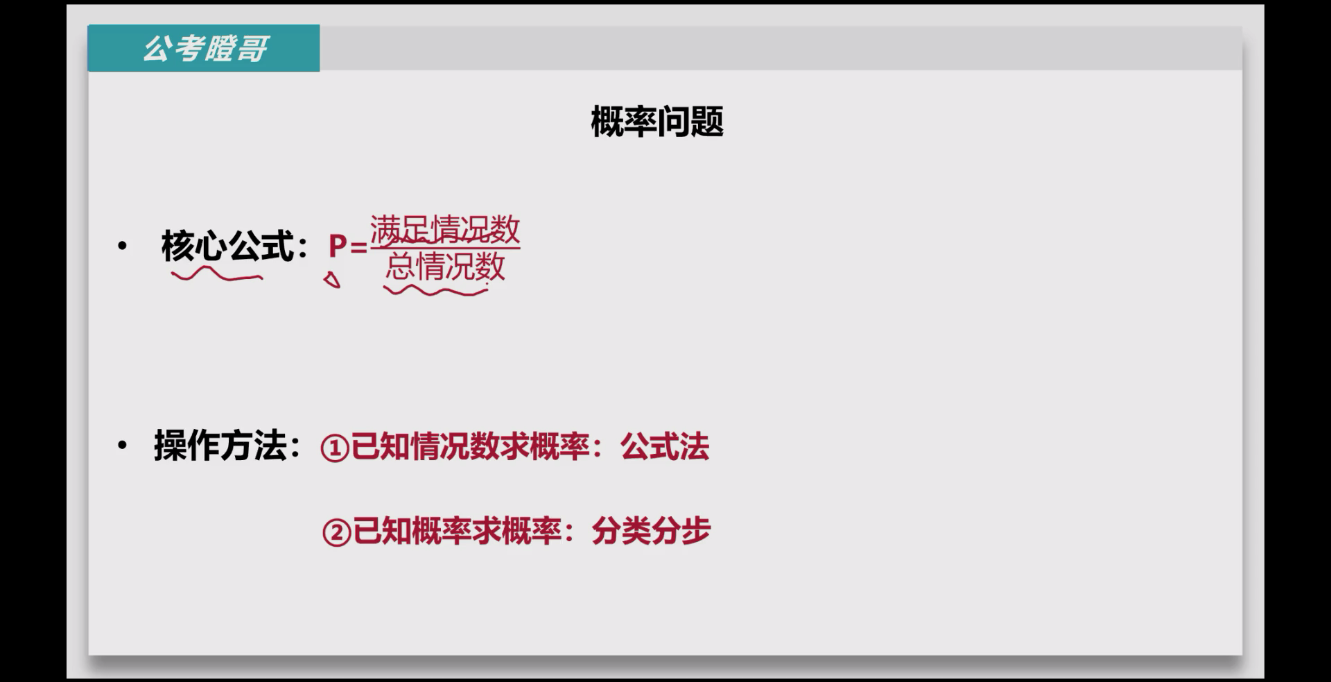 公考瞪哥
概率问题
• 核心公式：P=满足情况数/总情况数
• 操作方法：①已知情况数求概率：公式法
②已知概率求概率：分类分步